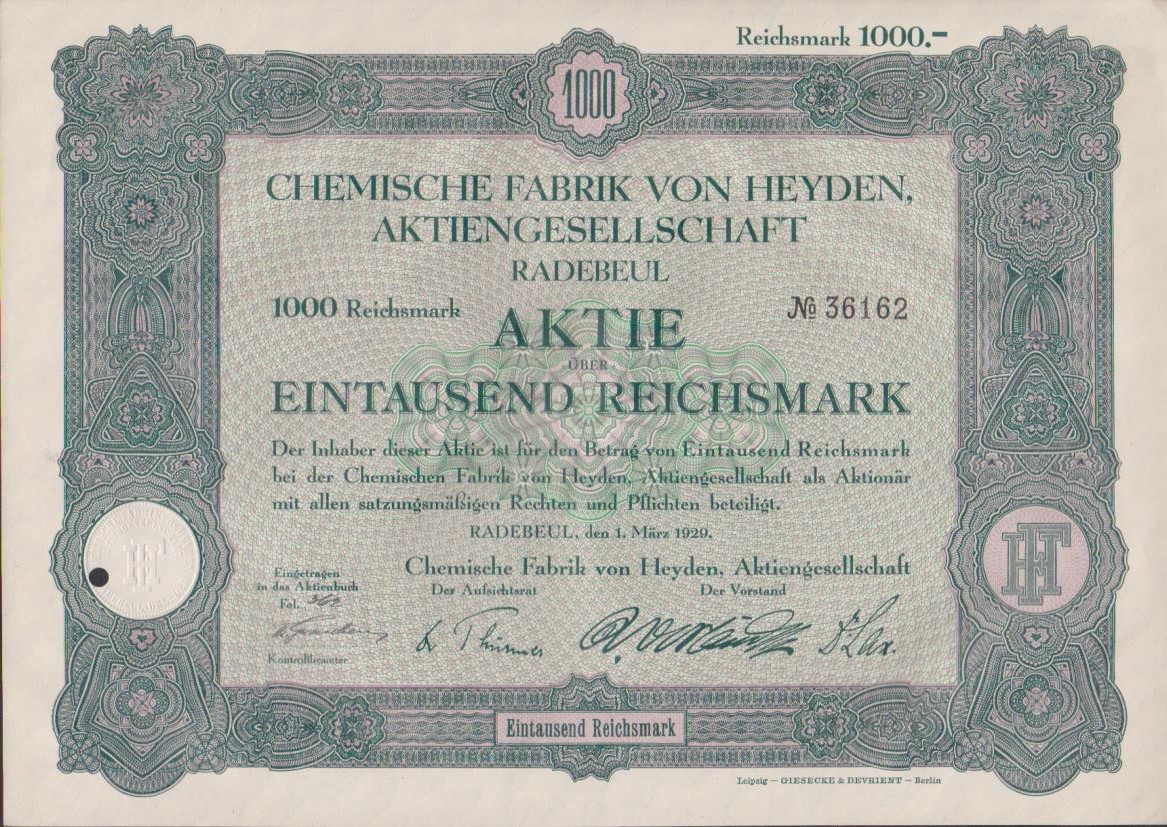 Reichsmark 1000.-
1000
CHEMISCHE FABRIK VON HEYDEN,
AKTIENGESELLSCHAFT
RADEBEUL
1000 Reichsmark
№ 36162
AKTIE
ÜBER
EINTAUSEND REICHSMARK
Der Inhaber dieser Aktie ist für den Betrag von Eintausend Reichsmark
bei der Chemischen Fabrik von Heyden, Aktiengesellschaft als Aktionär
mit allen satzungsmäßigen Rechten und Pflichten beteiligt.
RADEBEUL, den 1. März 1929.
Chemische Fabrik von Heyden, Aktiengesellschaft
Der Aufsichtsrat
Der Vorstand
Eingetragen
in das Aktienbuch
Fol.
Kontrollbeamter
Eintausend Reichsmark
Leipzig – GIESECKE & DEVRIENT – Berlin